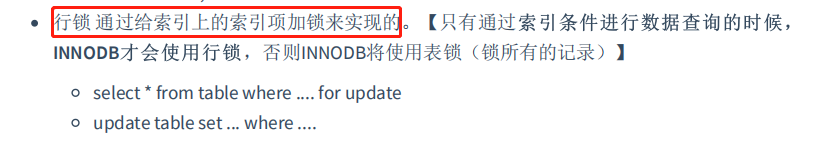 行锁 通过给索引上的索引项加锁来实现的。【只有通过索引条件进行数据查询的时候，
INNODB才会使用行锁，否则INNODB将使用表锁（锁所有的记录）】
select * from table where .... for update
update table set ... where ....